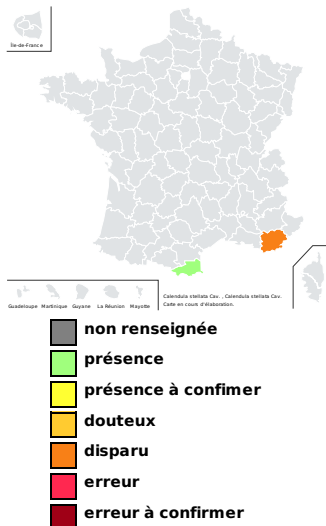 Île-de-France
Calendula stellata Cav. , Calendula stellata Cav.
Carte en cours d'élaboration.
Guadeloupe Martinique Guyane La Réunion Mayotte
non renseignée
présence
présence à confimer
douteux
disparu
erreur
erreur à confirmer